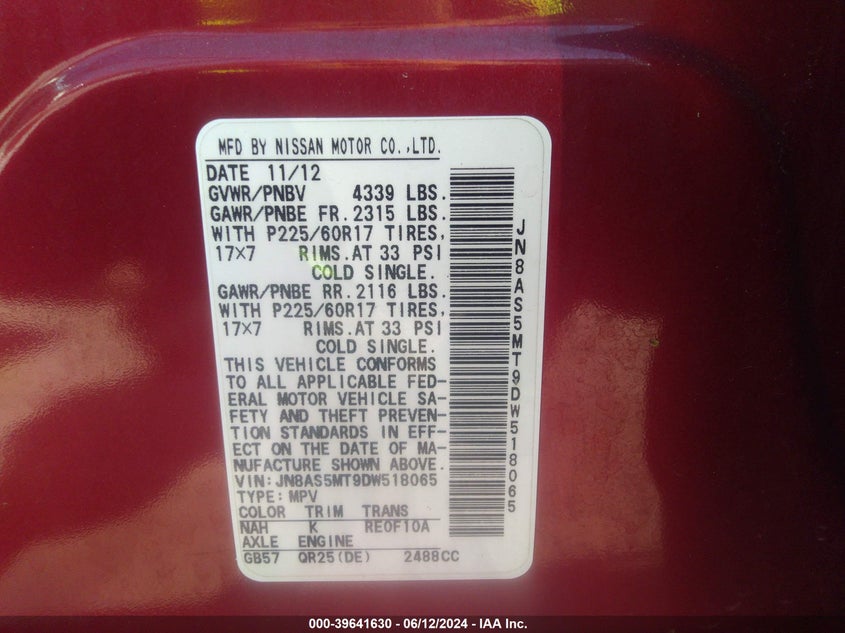 MFD BY NISSAN MOTOR CO.,LTD.
DATE 11/12
GVWR/PNBV 4339 LBS.
GAWR/PNBE FR.2315 LBS.
WITH P225/60R17 TIRES,
17×7 RIMS.AT 33 PSI
COLD SINGLE.
GAWR/PNBE RR.2116 LBS.
WITH P225/60R17 TIRES,
17×7 RIMS.AT 33 PSI
COLD SINGLE.
THIS VEHICLE CONFORMS
TO ALL APPLICABLE FED-
ERAL MOTOR VEHICLE SA-
FETY AND THEFT PREVEN-
TION STANDARDS IN EFF-
ECT ON THE DATE OF MA-
NUFACTURE SHOWN ABOVE.
VIN:JN8AS5MT9DW518065
TYPE:MPV
COLOR TRIM TRANS
NAH K RE0F10A
AXLE ENGINE
GB57 QR25(DE) 2488CC
JN8AS5MT9DW518065
000-39641630 - 06/12/2024 - IAA Inc.